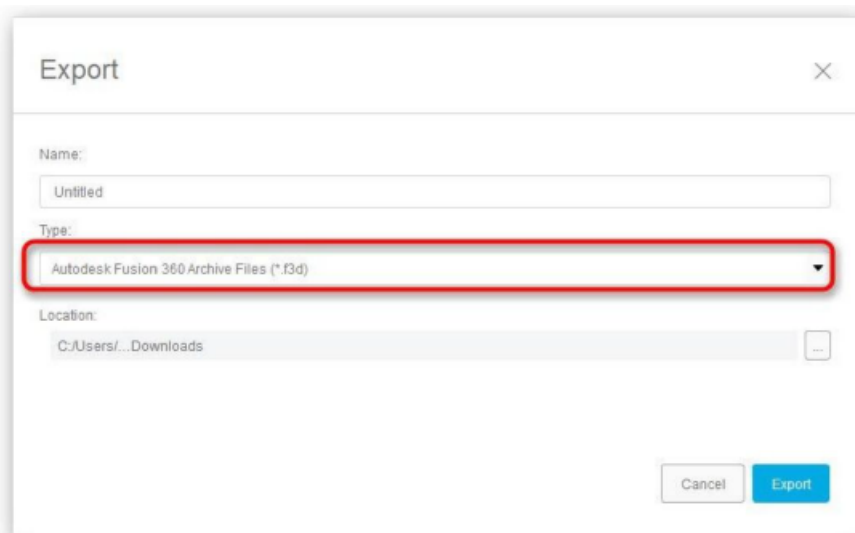 Export
Name:
Untitled
Type:
Autodesk Fusion 360 Archive Files (*.f3d)
Location:
C:/Users/...Downloads
...
Cancel
Export